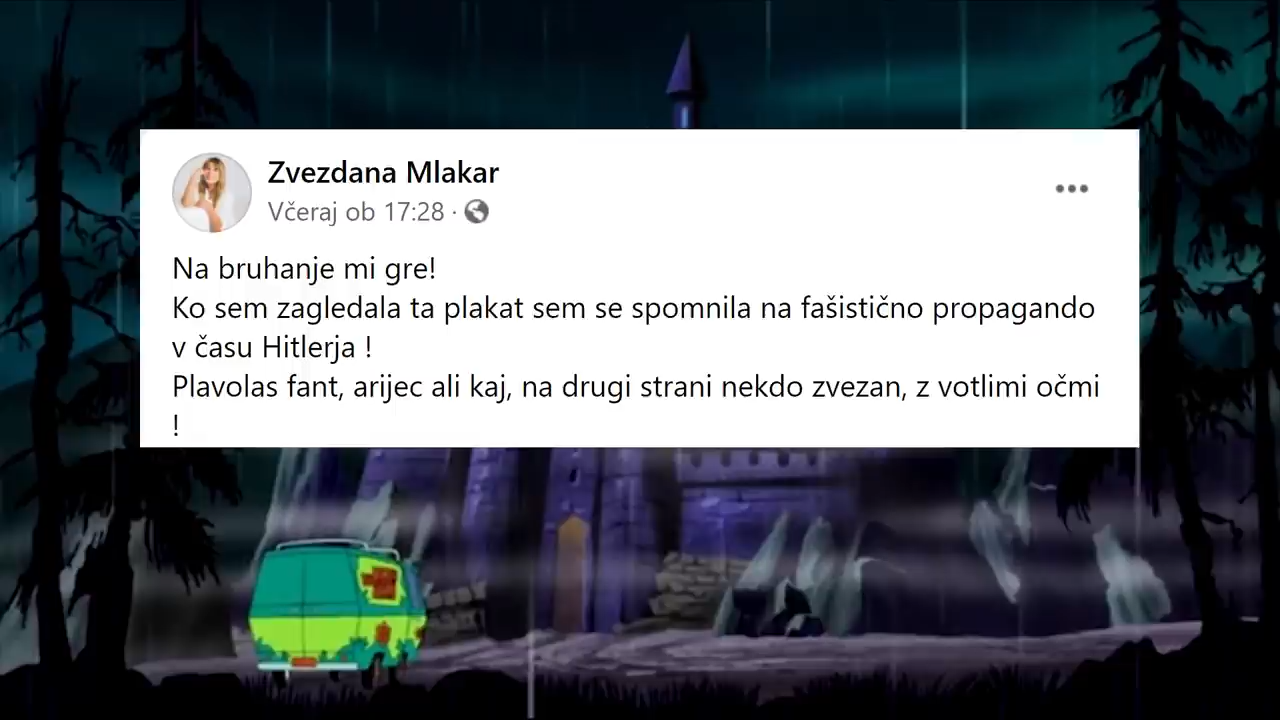 Zvezdana Mlakar
Včeraj ob 17:28 ·
Na bruhanje mi gre!
Ko sem zagledala ta plakat sem se spomnila na fašistično propagando
v času Hitlerja !
Plavolas fant, arijec ali kaj, na drugi strani nekdo zvezan, z votlimi očmi
!